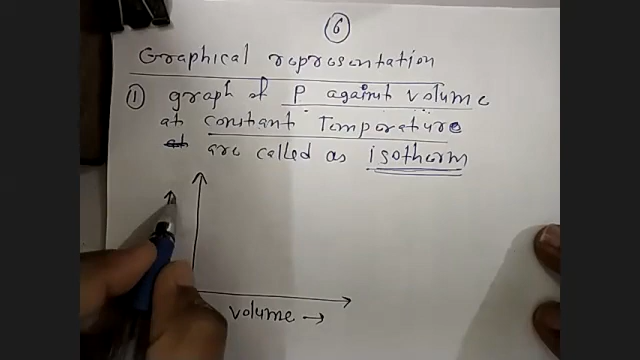 6
Graphical representation
① graph of P against volume
at constant Temperature
are called as isotherm
volume →